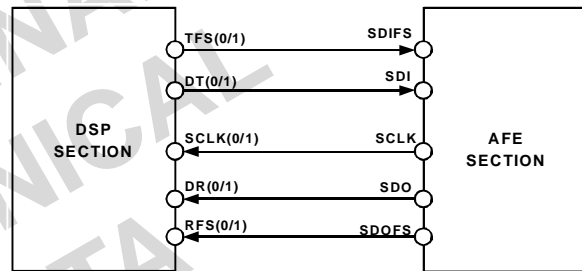 TFS(0/1) SDIFS
DT(0/1) SDI
DSP SECTION
SCLK(0/1) SCLK
AFE SECTION
DR(0/1) SDO
RFS(0/1) SDOFS